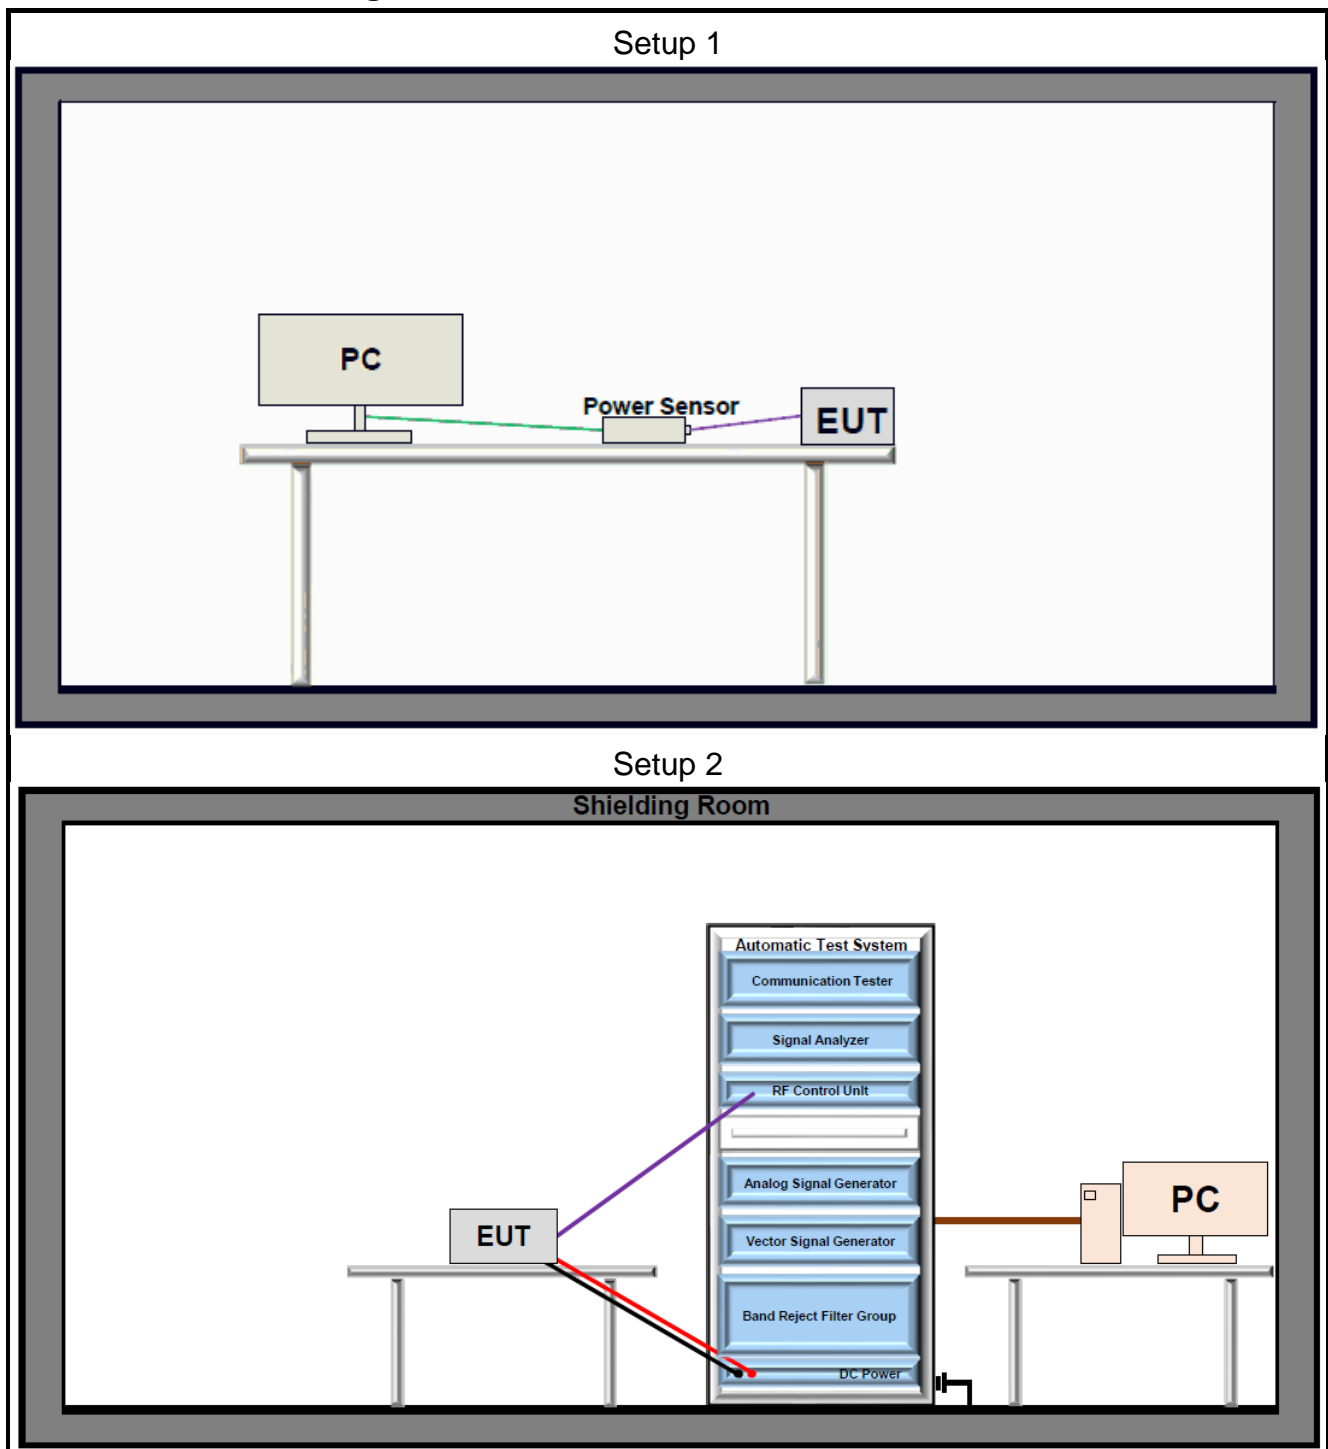 Setup 1
PC
Power Sensor
EUT
Setup 2
Shielding Room
Automatic Test System
Communication Tester
Signal Analyzer
RF Control Unit
Analog Signal Generator
PC
EUT
Vector Signal Generator
Band Reject Filter Group
DC Power